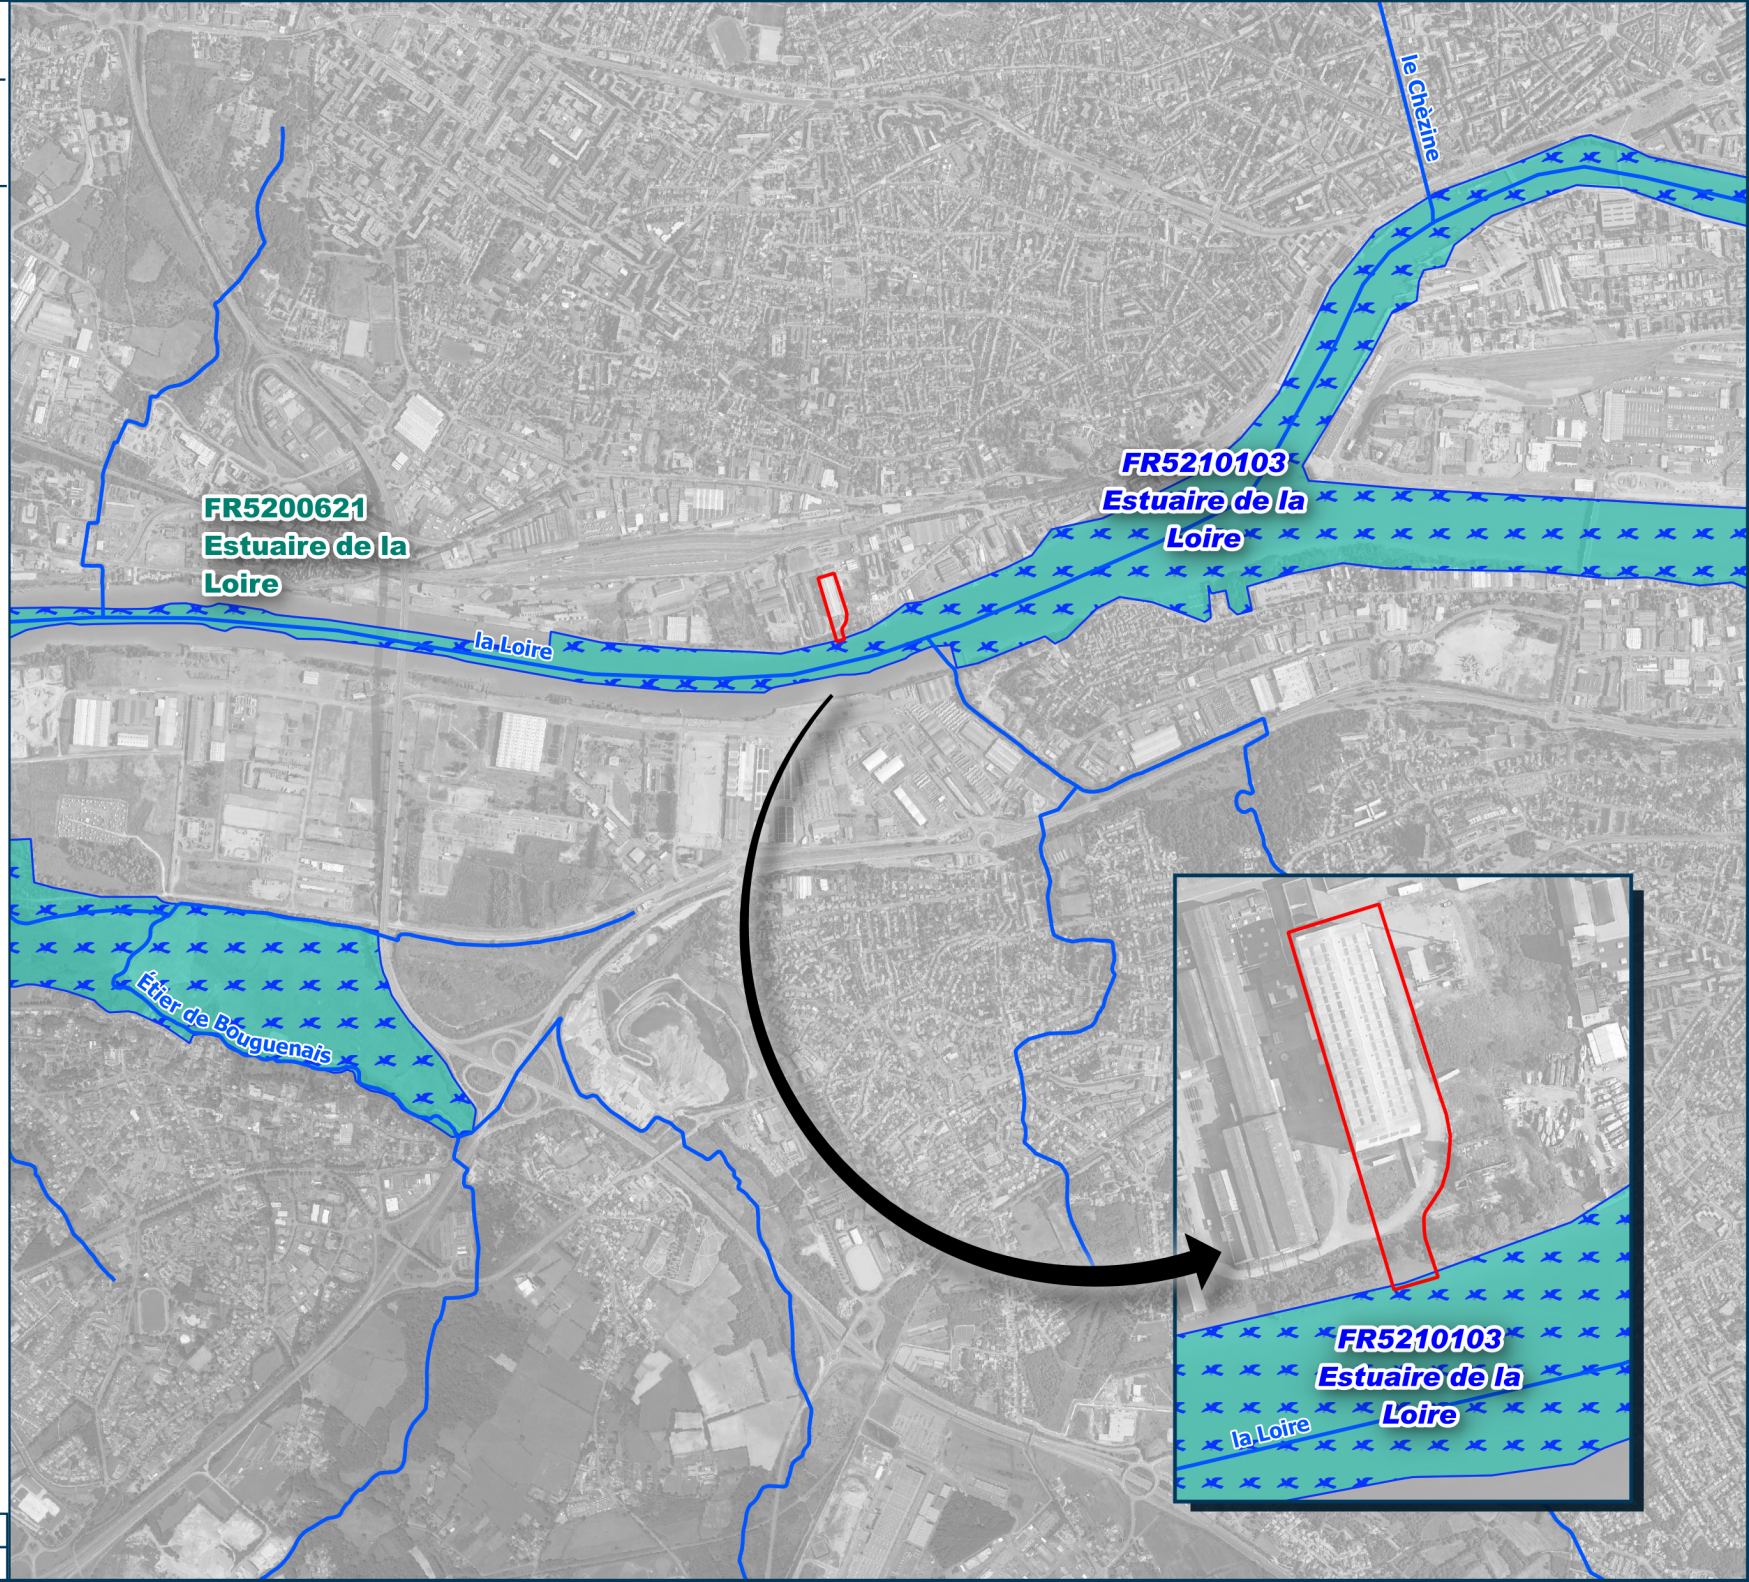 le Chèzine
FR5210103
Estuaire de la
Loire
FR5200621
Estuaire de la
Loire
la Loire
Étier de Bouguenais
FR5210103
Estuaire de la
Loire
la Loire